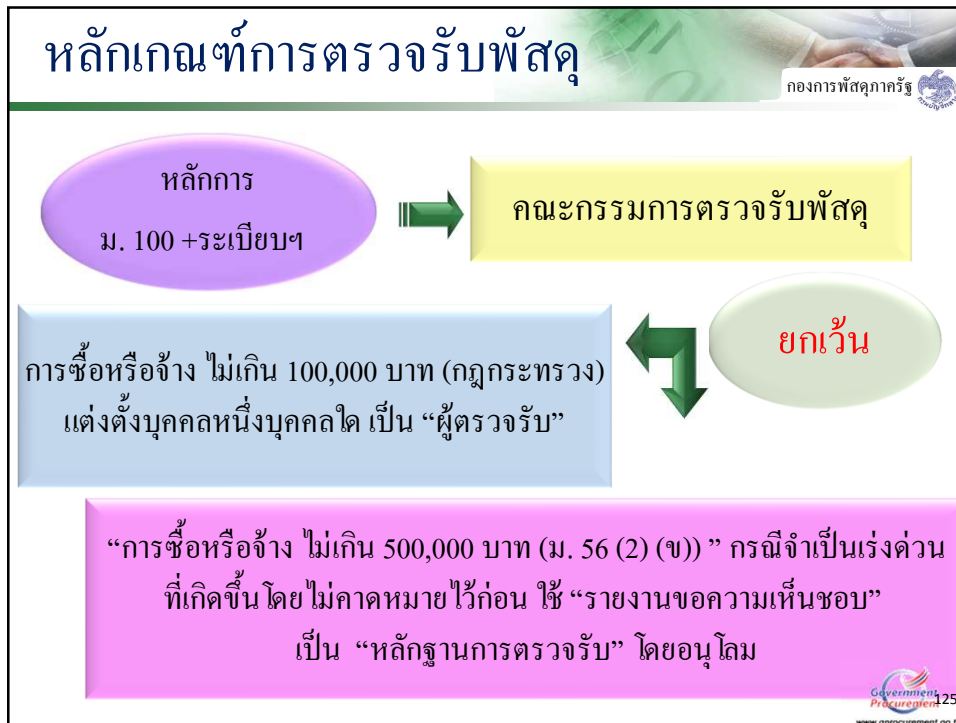 หลักเกณฑ์การตรวจรับพัสดุ
กองการพัสดุภาครัฐ
กรมบัญชีกลาง
หลักการ
ม. 100 +ระเบียบฯ
คณะกรรมการตรวจรับพัสดุ
ยกเว้น
การซื้อหรือจ้าง ไม่เกิน 100,000 บาท (กฎกระทรวง)
แต่งตั้งบุคคลหนึ่งบุคคลใด เป็น “ผู้ตรวจรับ”
“การซื้อหรือจ้าง ไม่เกิน 500,000 บาท (ม. 56 (2) (ข)) ” กรณีจำเป็นเร่งด่วน
ที่เกิดขึ้นโดยไม่คาดหมายไว้ก่อน ใช้ “รายงานขอความเห็นชอบ”
เป็น “หลักฐานการตรวจรับ” โดยอนุโลม
Government
Procurement
125